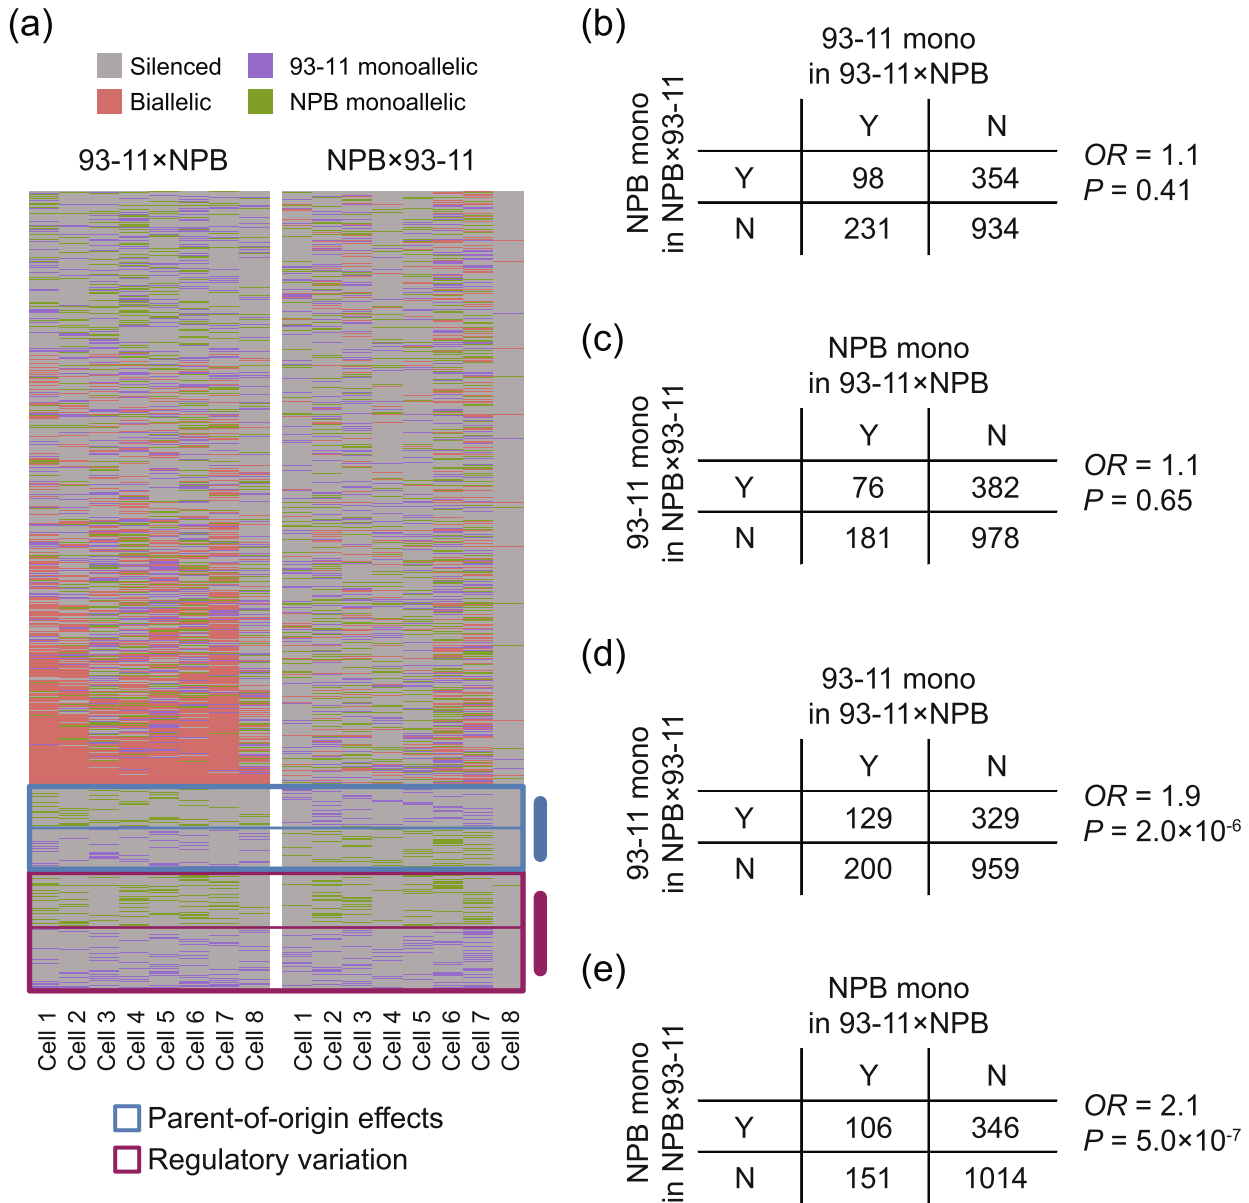 (a)
Silenced
93-11 monoallelic
Biallelic
NPB monoallelic
93-11×NPB
NPB×93-11
Cell 1
Cell 2
Cell 3
Cell 4
Cell 5
Cell 6
Cell 7
Cell 8
Cell 1
Cell 2
Cell 3
Cell 4
Cell 5
Cell 6
Cell 7
Cell 8
Parent-of-origin effects
Regulatory variation
(b)
93-11 mono
in 93-11×NPB
NPB mono
in NPB×93-11
Y N
Y 98 354
N 231 934
OR = 1.1
P = 0.41
(c)
NPB mono
in 93-11×NPB
93-11 mono
in NPB×93-11
Y N
Y 76 382
N 181 978
OR = 1.1
P = 0.65
(d)
93-11 mono
in 93-11×NPB
93-11 mono
in NPB×93-11
Y N
Y 129 329
N 200 959
OR = 1.9
P = 2.0×10⁻⁶
(e)
NPB mono
in 93-11×NPB
NPB mono
in NPB×93-11
Y N
Y 106 346
N 151 1014
OR = 2.1
P = 5.0×10⁻⁷